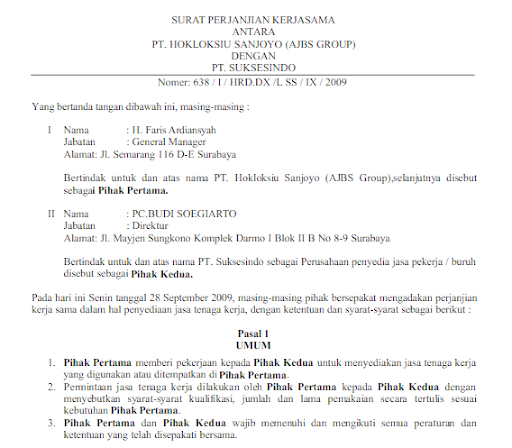 SURAT PERJANJIAN KERJASAMA
ANTARA
PT. HOKLOKSIU SANJOYO (AJBS GROUP)
DENGAN
PT. SUKSESINDO
Nomer: 638 / I / HRD.DX /L SS / IX / 2009
Yang bertanda tangan dibawah ini, masing-masing :
I Nama : H. Faris Ardiansyah
Jabatan : General Manager
Alamat: Jl. Semarang 116 D-E Surabaya
Bertindak untuk dan atas nama PT. Hokloksiu Sanjoyo (AJBS Group),selanjutnya disebut
sebagai Pihak Pertama.
II Nama : PC.BUDI SOEGIARTO
Jabatan : Direktur
Alamat: Jl. Mayjen Sungkono Komplek Darmo 1 Blok II B No 8-9 Surabaya
Bertindak untuk dan atas nama PT. Suksesindo sebagai Perusahaan penyedia jasa pekerja / buruh
disebut sebagai Pihak Kedua.
Pada hari ini Senin tanggal 28 September 2009, masing-masing pihak bersepakat mengadakan perjanjian
kerja sama dalam hal penyediaan jasa tenaga kerja, dengan ketentuan dan syarat-syarat sebagai berikut :
Pasal 1
UMUM
1. Pihak Pertama memberi pekerjaan kepada Pihak Kedua untuk menyediakan jasa tenaga kerja
yang digunakan atau ditempatkan di Pihak Pertama.
2. Permintaan jasa tenaga kerja dilakukan oleh Pihak Pertama kepada Pihak Kedua dengan
menyebutkan syarat-syarat kualifikasi, jumlah dan lama pemakaian secara tertulis sesuai
kebutuhan Pihak Pertama.
3. Pihak Pertama dan Pihak Kedua wajib memenuhi dan mengikuti semua peraturan dan
ketentuan yang telah disepakati bersama.